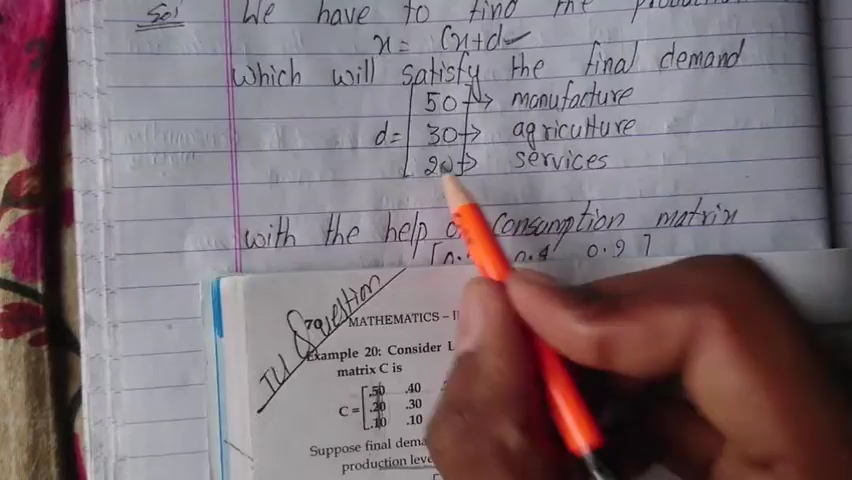 Sol
We have to find the
x = Cx+d
which will satisfy the final demand
50 → manufacture
d = 30 → agriculture
20 → services
with the help of consumption matrix
0.9
TU Question
70 MATHEMATICS – II
Example 20: Consider L
matrix C is
.50 .40
C = .20 .30
.10 .10
Suppose final dema
production leve